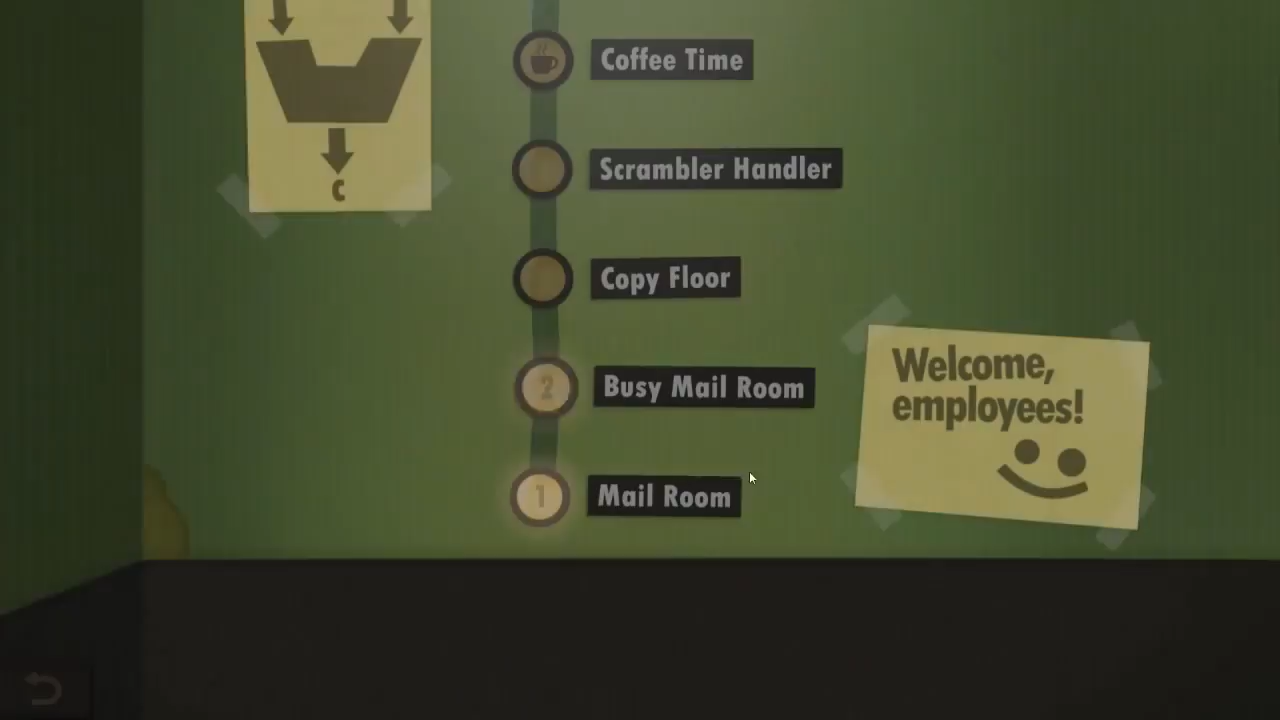 C
Coffee Time
Scrambler Handler
Copy Floor
2
Busy Mail Room
1
Mail Room
Welcome,
employees!